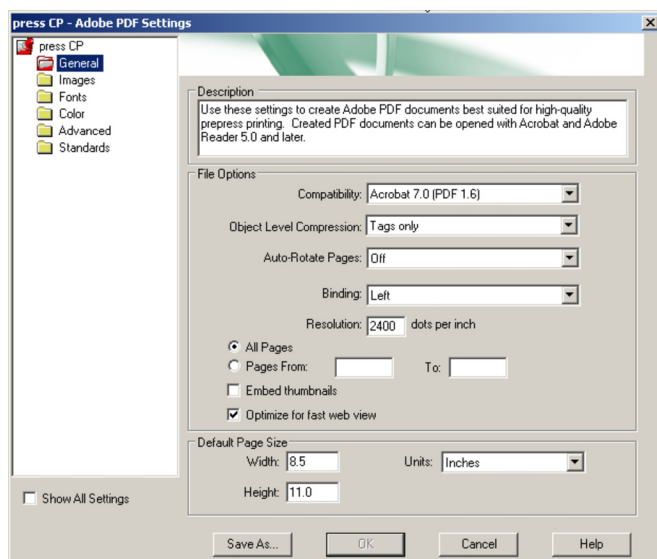 press CP - Adobe PDF Settings
press CP
General
Images
Fonts
Color
Advanced
Standards
Show All Settings
Description
Use these settings to create Adobe PDF documents best suited for high-quality
prepress printing. Created PDF documents can be opened with Acrobat and Adobe
Reader 5.0 and later.
File Options
Compatibility: Acrobat 7.0 (PDF 1.6)
Object Level Compression: Tags only
Auto-Rotate Pages: Off
Binding: Left
Resolution: 2400 dots per inch
All Pages
Pages From: To:
Embed thumbnails
Optimize for fast web view
Default Page Size
Width: 8.5 Units: Inches
Height: 11.0
Save As... OK Cancel Help